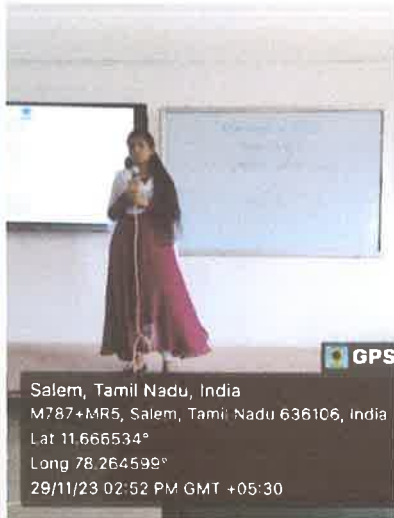 GPS
Salem, Tamil Nadu, India
M787+MR5, Salem, Tamil Nadu 636106, India
Lat 11.666534°
Long 78.264599°
29/11/23 02:52 PM GMT +05:30